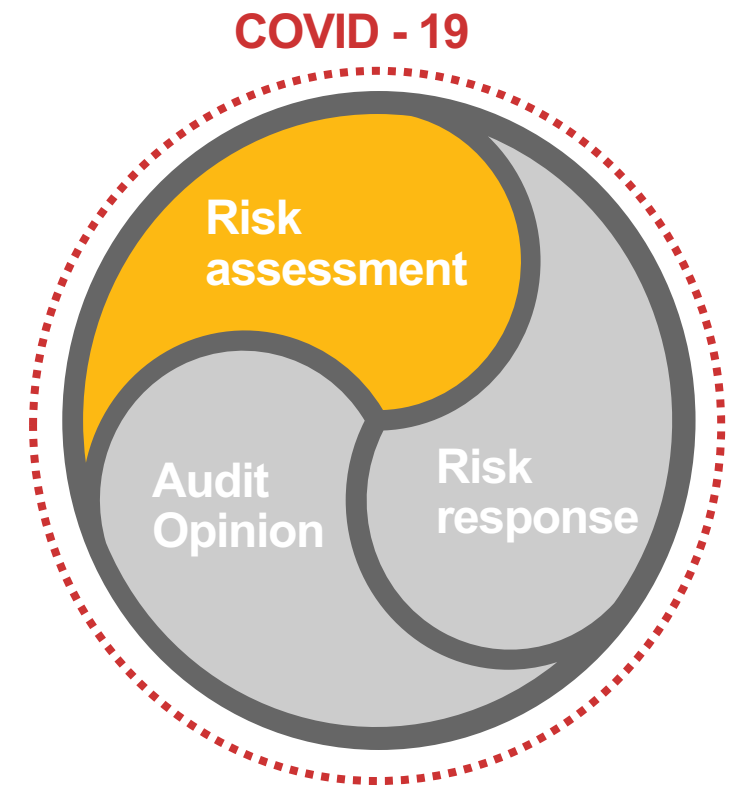 COVID - 19
Risk
assessment
Risk
response
Audit
Opinion